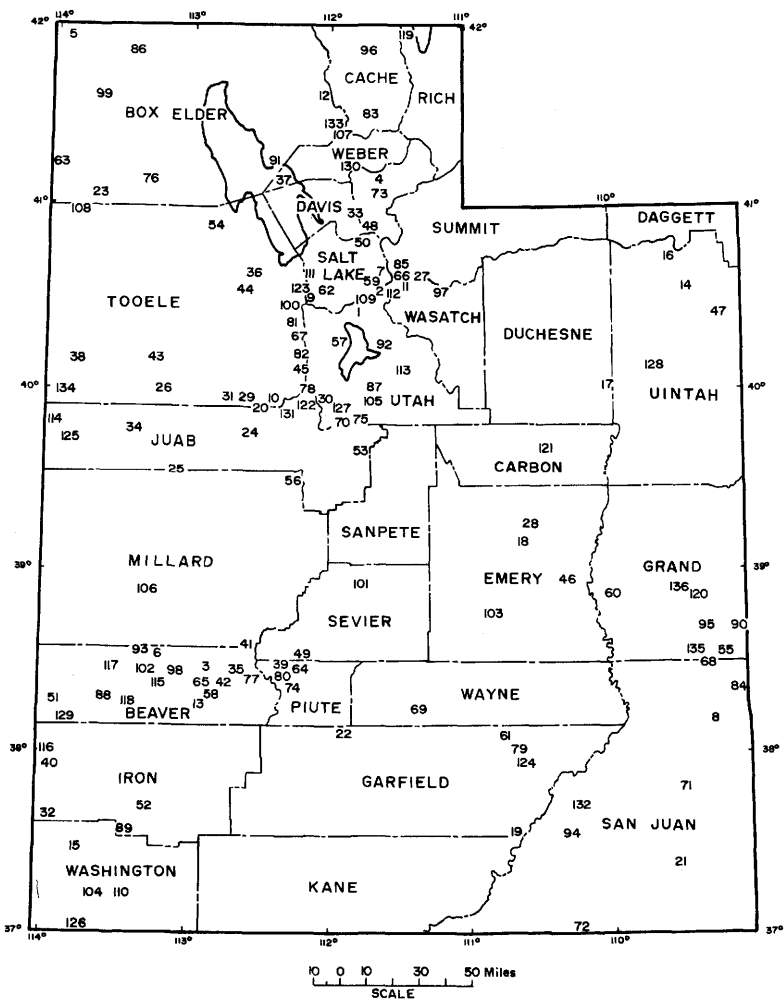 114° 113° 112° 111°
42° 5 119 42°
86 96
CACHE
99 12 RICH
BOX ELDER 83
133
107
WEBER
63 91 130
76 37 4
23 73
41° 108 DAVIS 110° 41°
54 33 48 SUMMIT DAGGETT
50
SALT 16
36 111 LAKE 7 85
44 123 62 59 66 27 14
9 2 112 11 97
TOOELE 100 109 WASATCH 47
81
67 57 92 DUCHESNE
38 43 82
45 113 128
40° 134 26 78 87 17 40°
31 29 10 30 105 UTAH UINTAH
20 122 127
114 131 70 75
125 34 24
JUAB 53 121
25 CARBON
56
28
SANPETE 18
39° MILLARD GRAND 39°
106 101 EMERY 46 60 136 120
SEVIER 103
95 90
93 6 41 49 135 55
117 102 98 3 35 39 64 68
115 65 42 77 80
51 88 118 58 74 84
13 WAYNE
129 BEAVER PIUTE 69 8
38° 22 61 38°
116 79
40 124
IRON GARFIELD 71
52 132
32 89 19 94 SAN JUAN
15
WASHINGTON 21
104 110 KANE
126 72
37° 37°
114° 113° 112° 111° 110°
10 0 10 30 50 Miles
SCALE